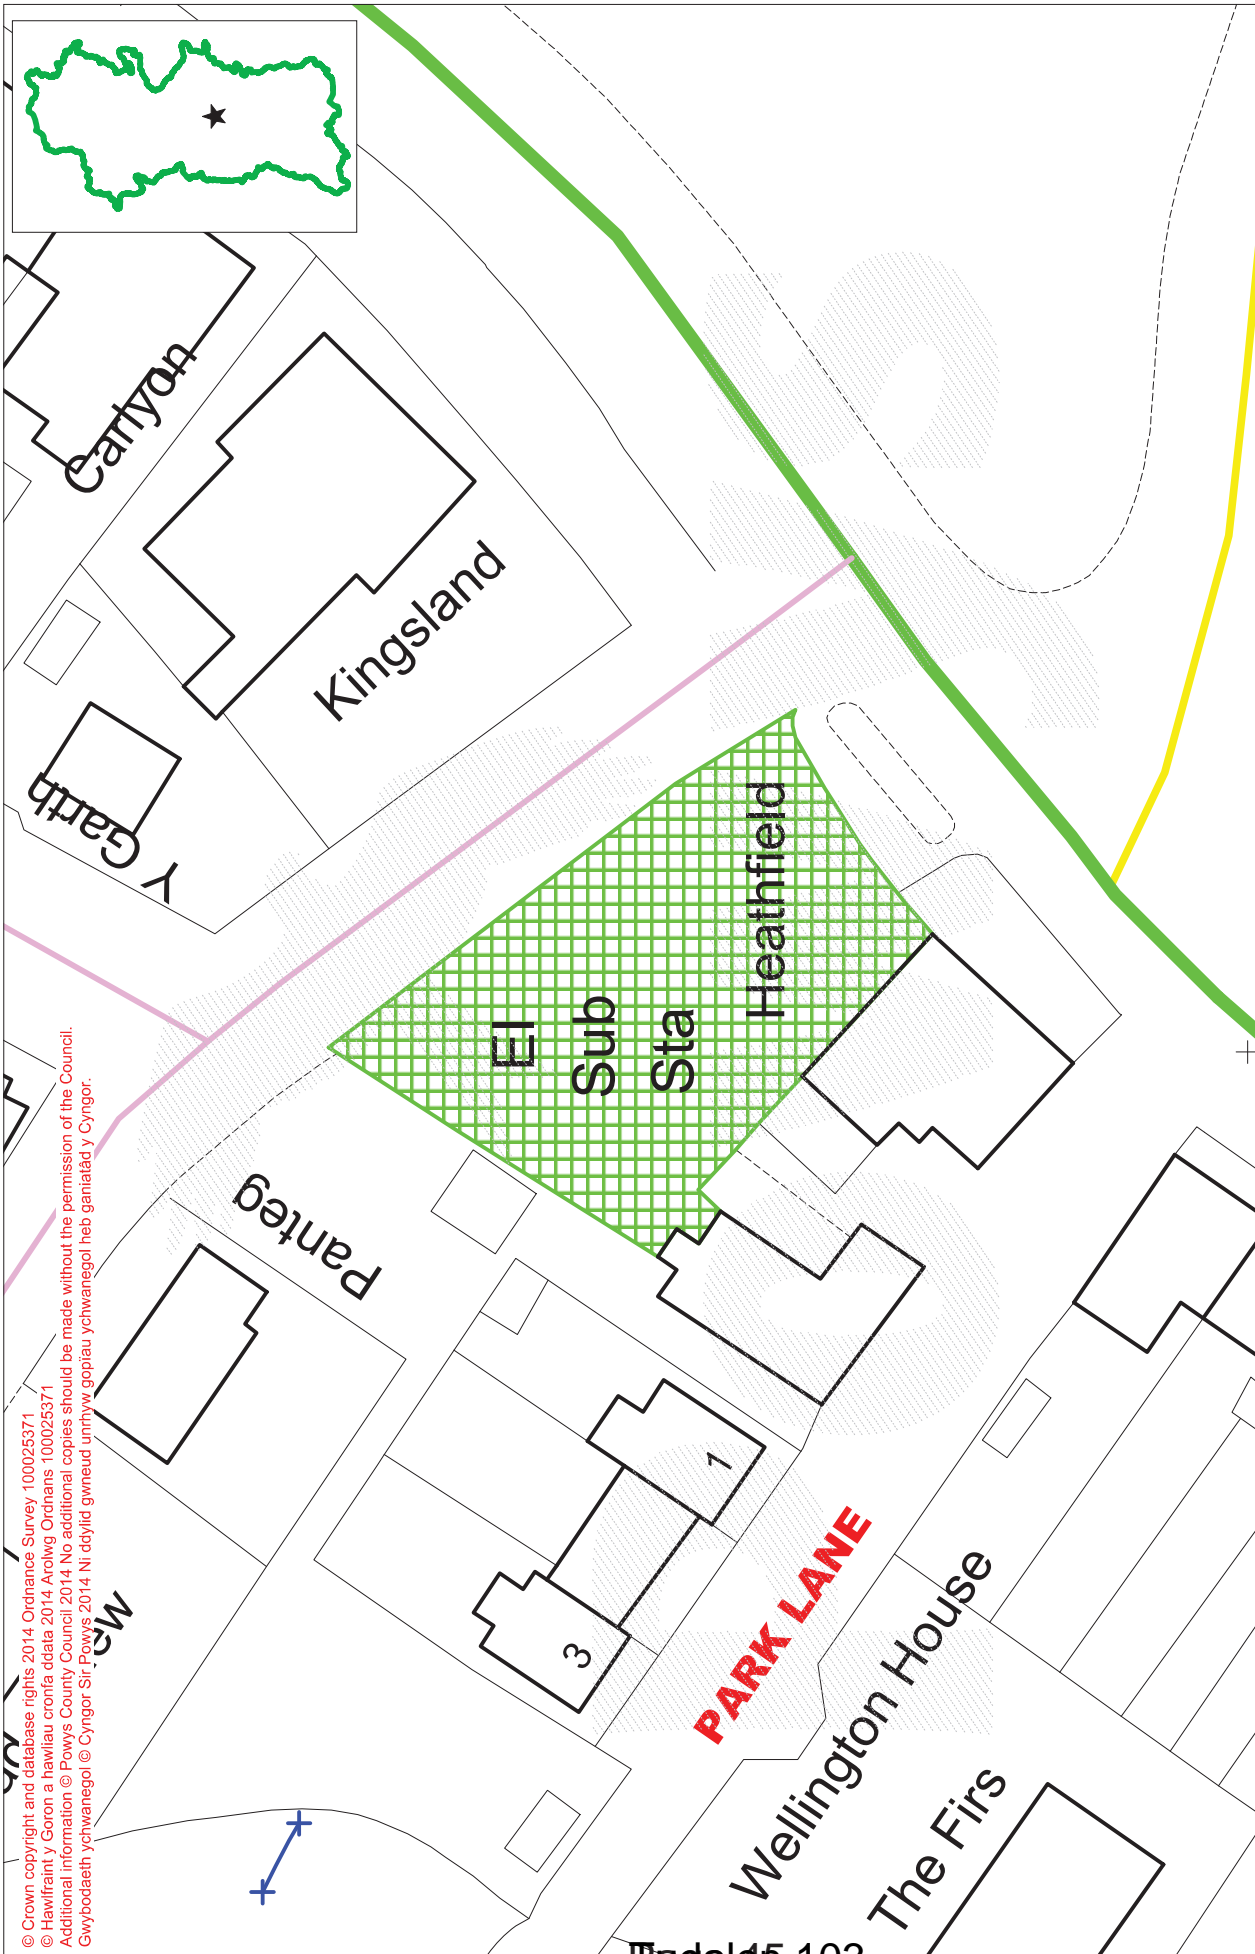 Carlyon
Kingsland
Y Garth
Heathfield
El
Sub
Sta
Panteg
1
3
PARK LANE
Wellington House
The Firs
© Crown copyright and database rights 2014 Ordnance Survey 100025371
© Hawlfraint y Goron a hawliau cronfa ddata 2014 Arolwg Ordnans 100025371
Additional information © Powys County Council 2014 No additional copies should be made without the permission of the Council.
Gwybodaeth ychwanegol © Cyngor Sir Powys 2014 Ni ddylid gwneud unrhyw gopïau ychwanegol heb ganiatâd y Cyngor.